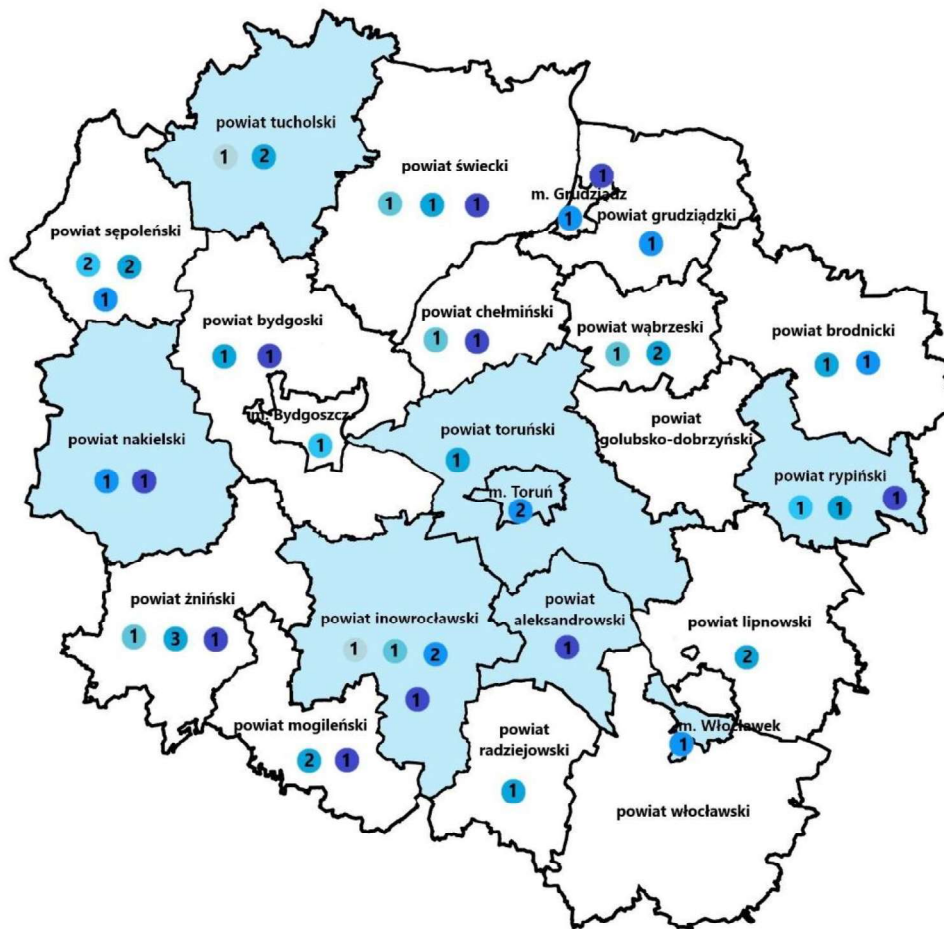 powiat tucholski
1 2
powiat świecki
1 1 1
1
m. Grudziądz
1
powiat grudziądzki
1
powiat sępoleński
2 2
1
powiat bydgoski
1 1
powiat chełmiński
1 1
powiat wąbrzeski
1 2
powiat brodnicki
1 1
m. Bydgoszcz
1
powiat nakielski
1 1
powiat toruński
1
m. Toruń
2
powiat
golubsko-dobrzyński
powiat rypiński
1 1 1
powiat żniński
1 3 1
powiat inowrocławski
1 1 2
1
powiat
aleksandrowski
1
powiat lipnowski
2
powiat mogileński
2 1
powiat
radziejowski
1
m. Włocławek
1
powiat włocławski